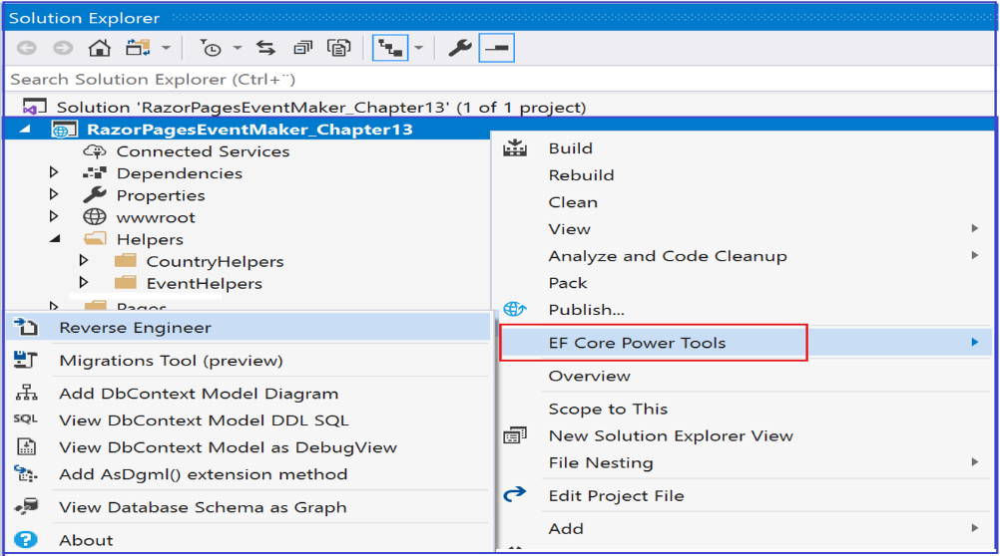 Solution Explorer
Search Solution Explorer (Ctrl+¨)
Solution 'RazorPagesEventMaker_Chapter13' (1 of 1 project)
RazorPagesEventMaker_Chapter13
Connected Services
Dependencies
Properties
wwwroot
Helpers
CountryHelpers
EventHelpers
Pages
Build
Rebuild
Clean
View
Analyze and Code Cleanup
Pack
Publish...
EF Core Power Tools
Overview
Scope to This
New Solution Explorer View
File Nesting
Edit Project File
Add
Reverse Engineer
Migrations Tool (preview)
Add DbContext Model Diagram
SQL View DbContext Model DDL SQL
View DbContext Model as DebugView
Add AsDgml() extension method
View Database Schema as Graph
? About